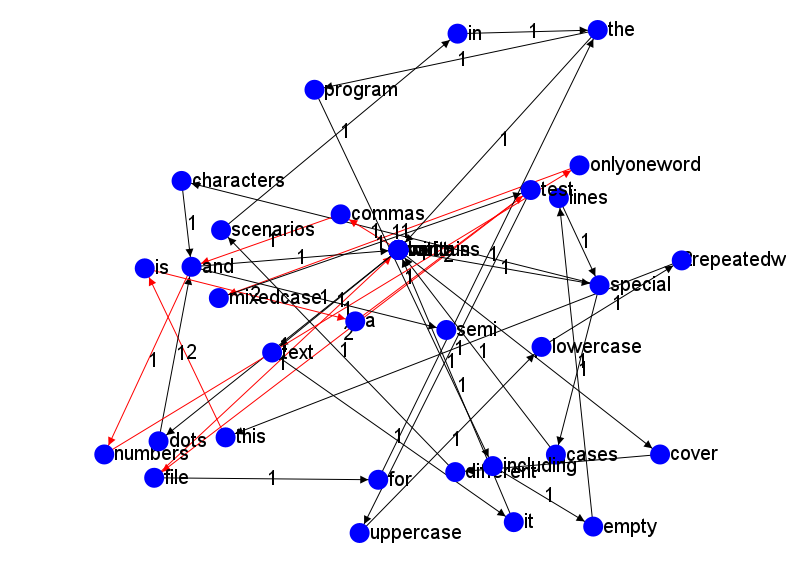 in
1
the
1
program
1
1
onlyoneword
characters
test
lines
commas
1
scenarios
1
1
1
and
1
1
is
2
1
special
mixedcase
1
1
a
semi
2
1
lowercase
text
1
1
1
1
1
12
1
1
dots
this
1
1
numbers
cases
cover
file
1
including
for
different
1
it
uppercase
empty